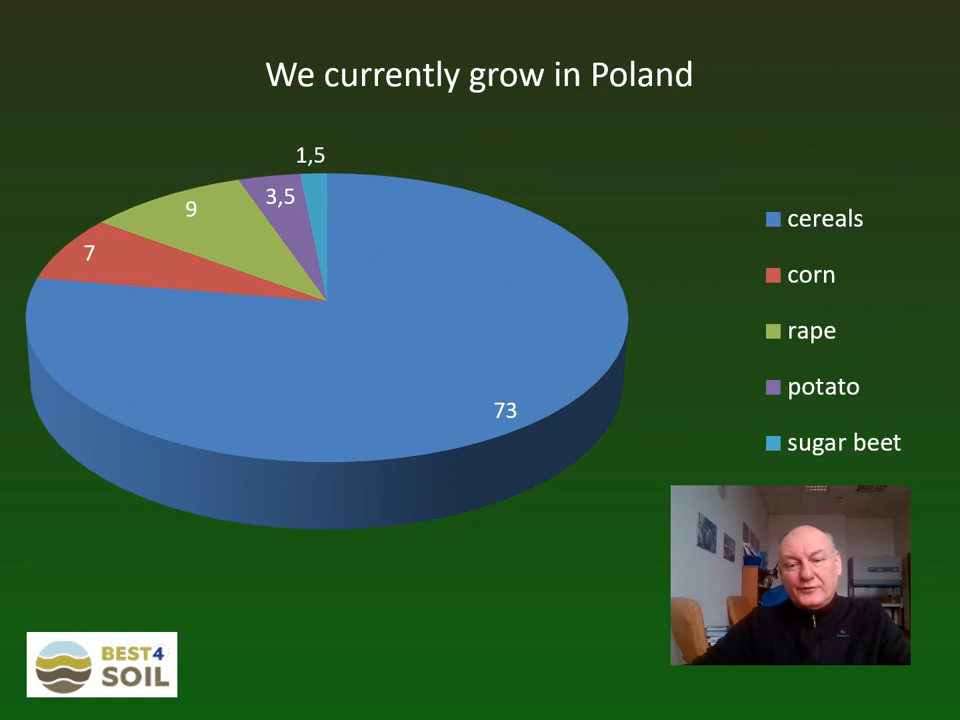 We currently grow in Poland
1,5
3,5
9
7
73
cereals
corn
rape
potato
sugar beet
BEST4
SOIL